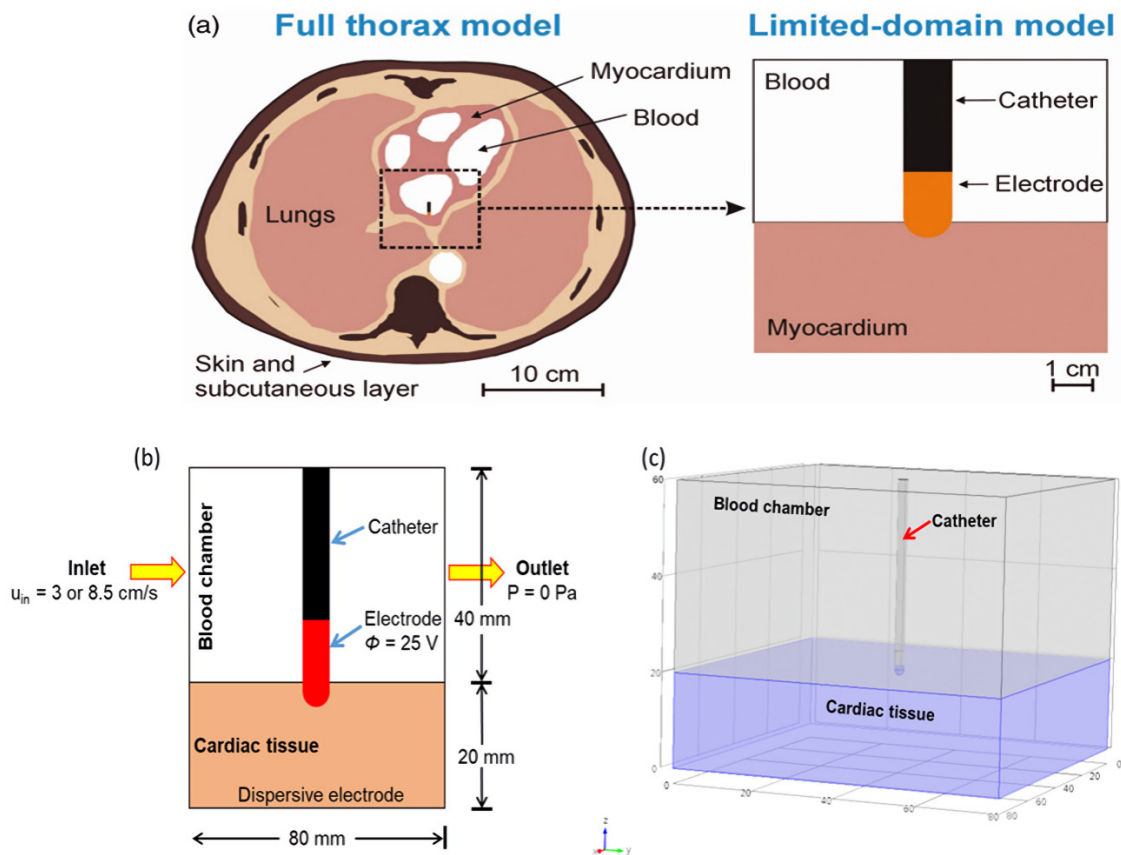 (a) Full thorax model
Limited-domain model
Myocardium
Blood
Lungs
Skin and
subcutaneous layer
10 cm
Blood
Catheter
Electrode
Myocardium
1 cm
(b)
Blood chamber
Catheter
Inlet
u_in = 3 or 8.5 cm/s
Electrode
Φ = 25 V
Outlet
P = 0 Pa
40 mm
Cardiac tissue
20 mm
Dispersive electrode
80 mm
(c)
Blood chamber
Catheter
Cardiac tissue
60
40
20
0
0
20
40
60
80
80
60
40
20
0
z
x
y